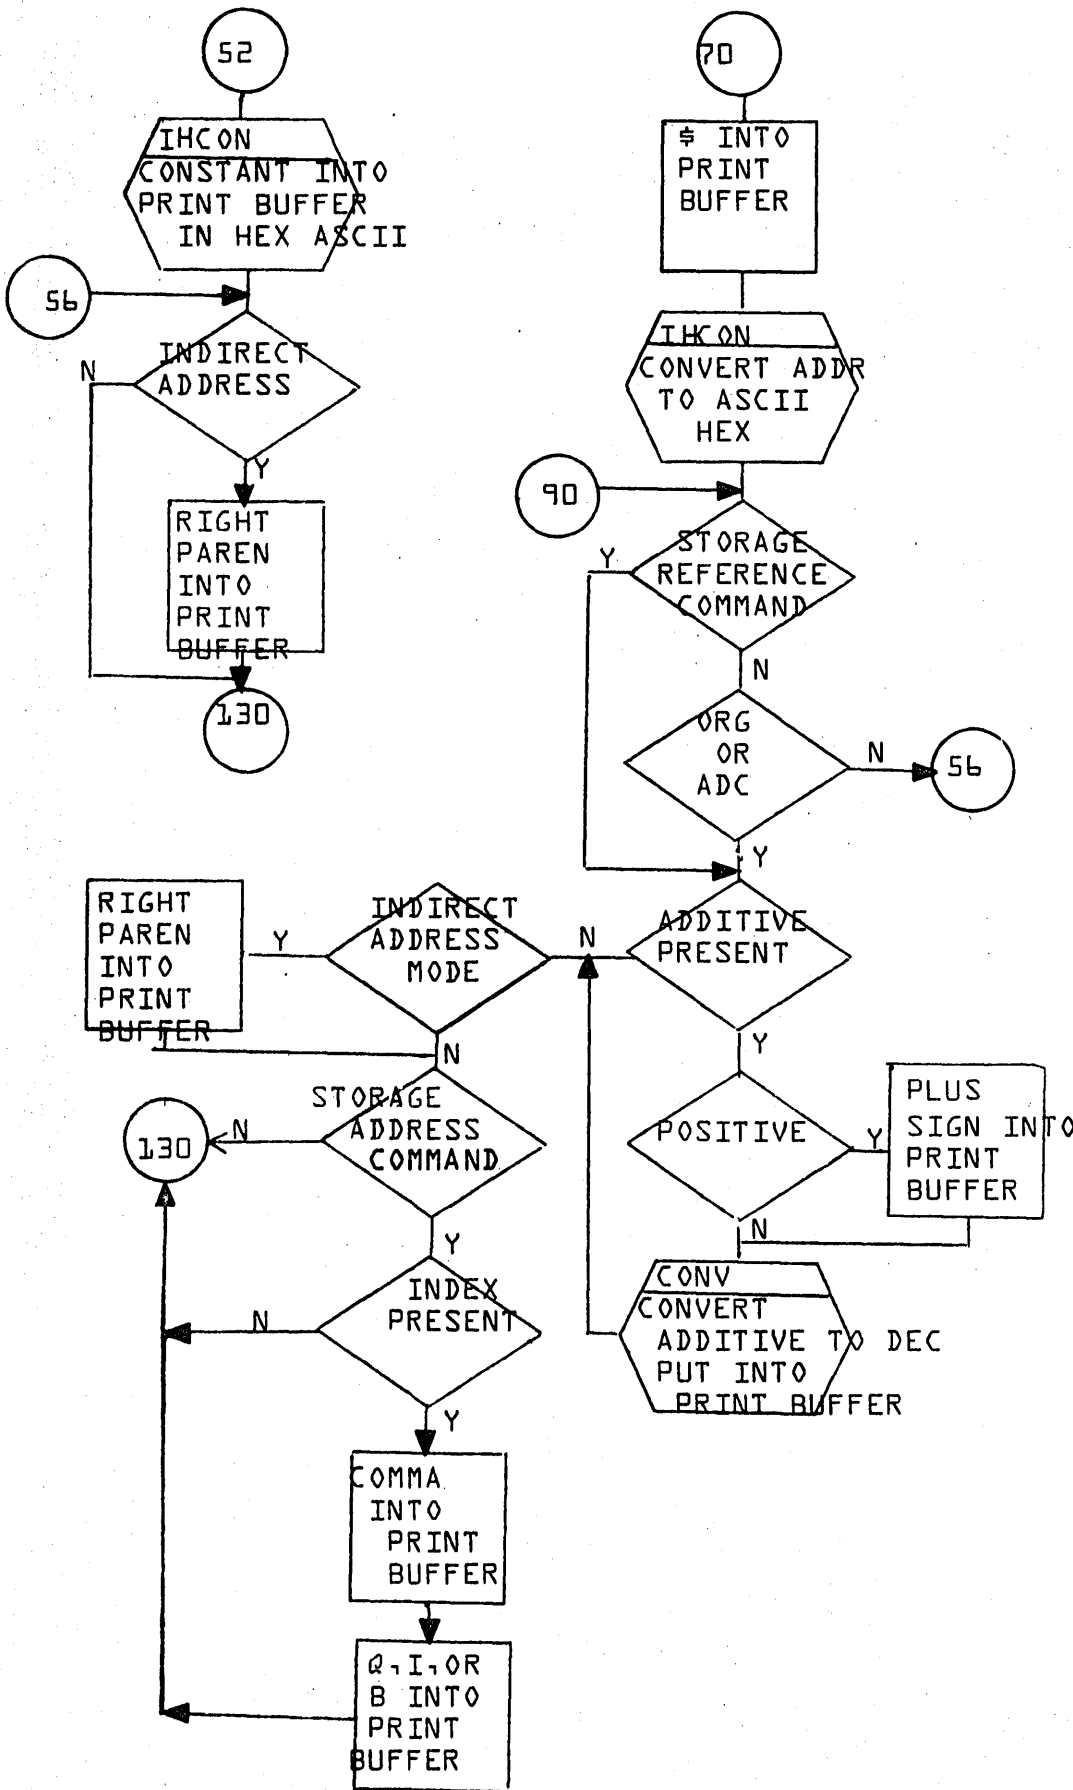 52
IHCON
CONSTANT INTO
PRINT BUFFER
IN HEX ASCII
56
INDIRECT
ADDRESS
N
Y
RIGHT
PAREN
INTO
PRINT
BUFFER
130
70
$ INTO
PRINT
BUFFER
IHCON
CONVERT ADDR
TO ASCII
HEX
90
STORAGE
REFERENCE
COMMAND
Y
N
ORG
OR
ADC
N
56
Y
ADDITIVE
PRESENT
N
Y
INDIRECT
ADDRESS
MODE
Y
N
RIGHT
PAREN
INTO
PRINT
BUFFER
STORAGE
ADDRESS
COMMAND
N
130
Y
POSITIVE
Y
N
PLUS
SIGN INTO
PRINT
BUFFER
CONV
CONVERT
ADDITIVE TO DEC
PUT INTO
PRINT BUFFER
INDEX
PRESENT
N
Y
COMMA
INTO
PRINT
BUFFER
Q,I,OR
B INTO
PRINT
BUFFER